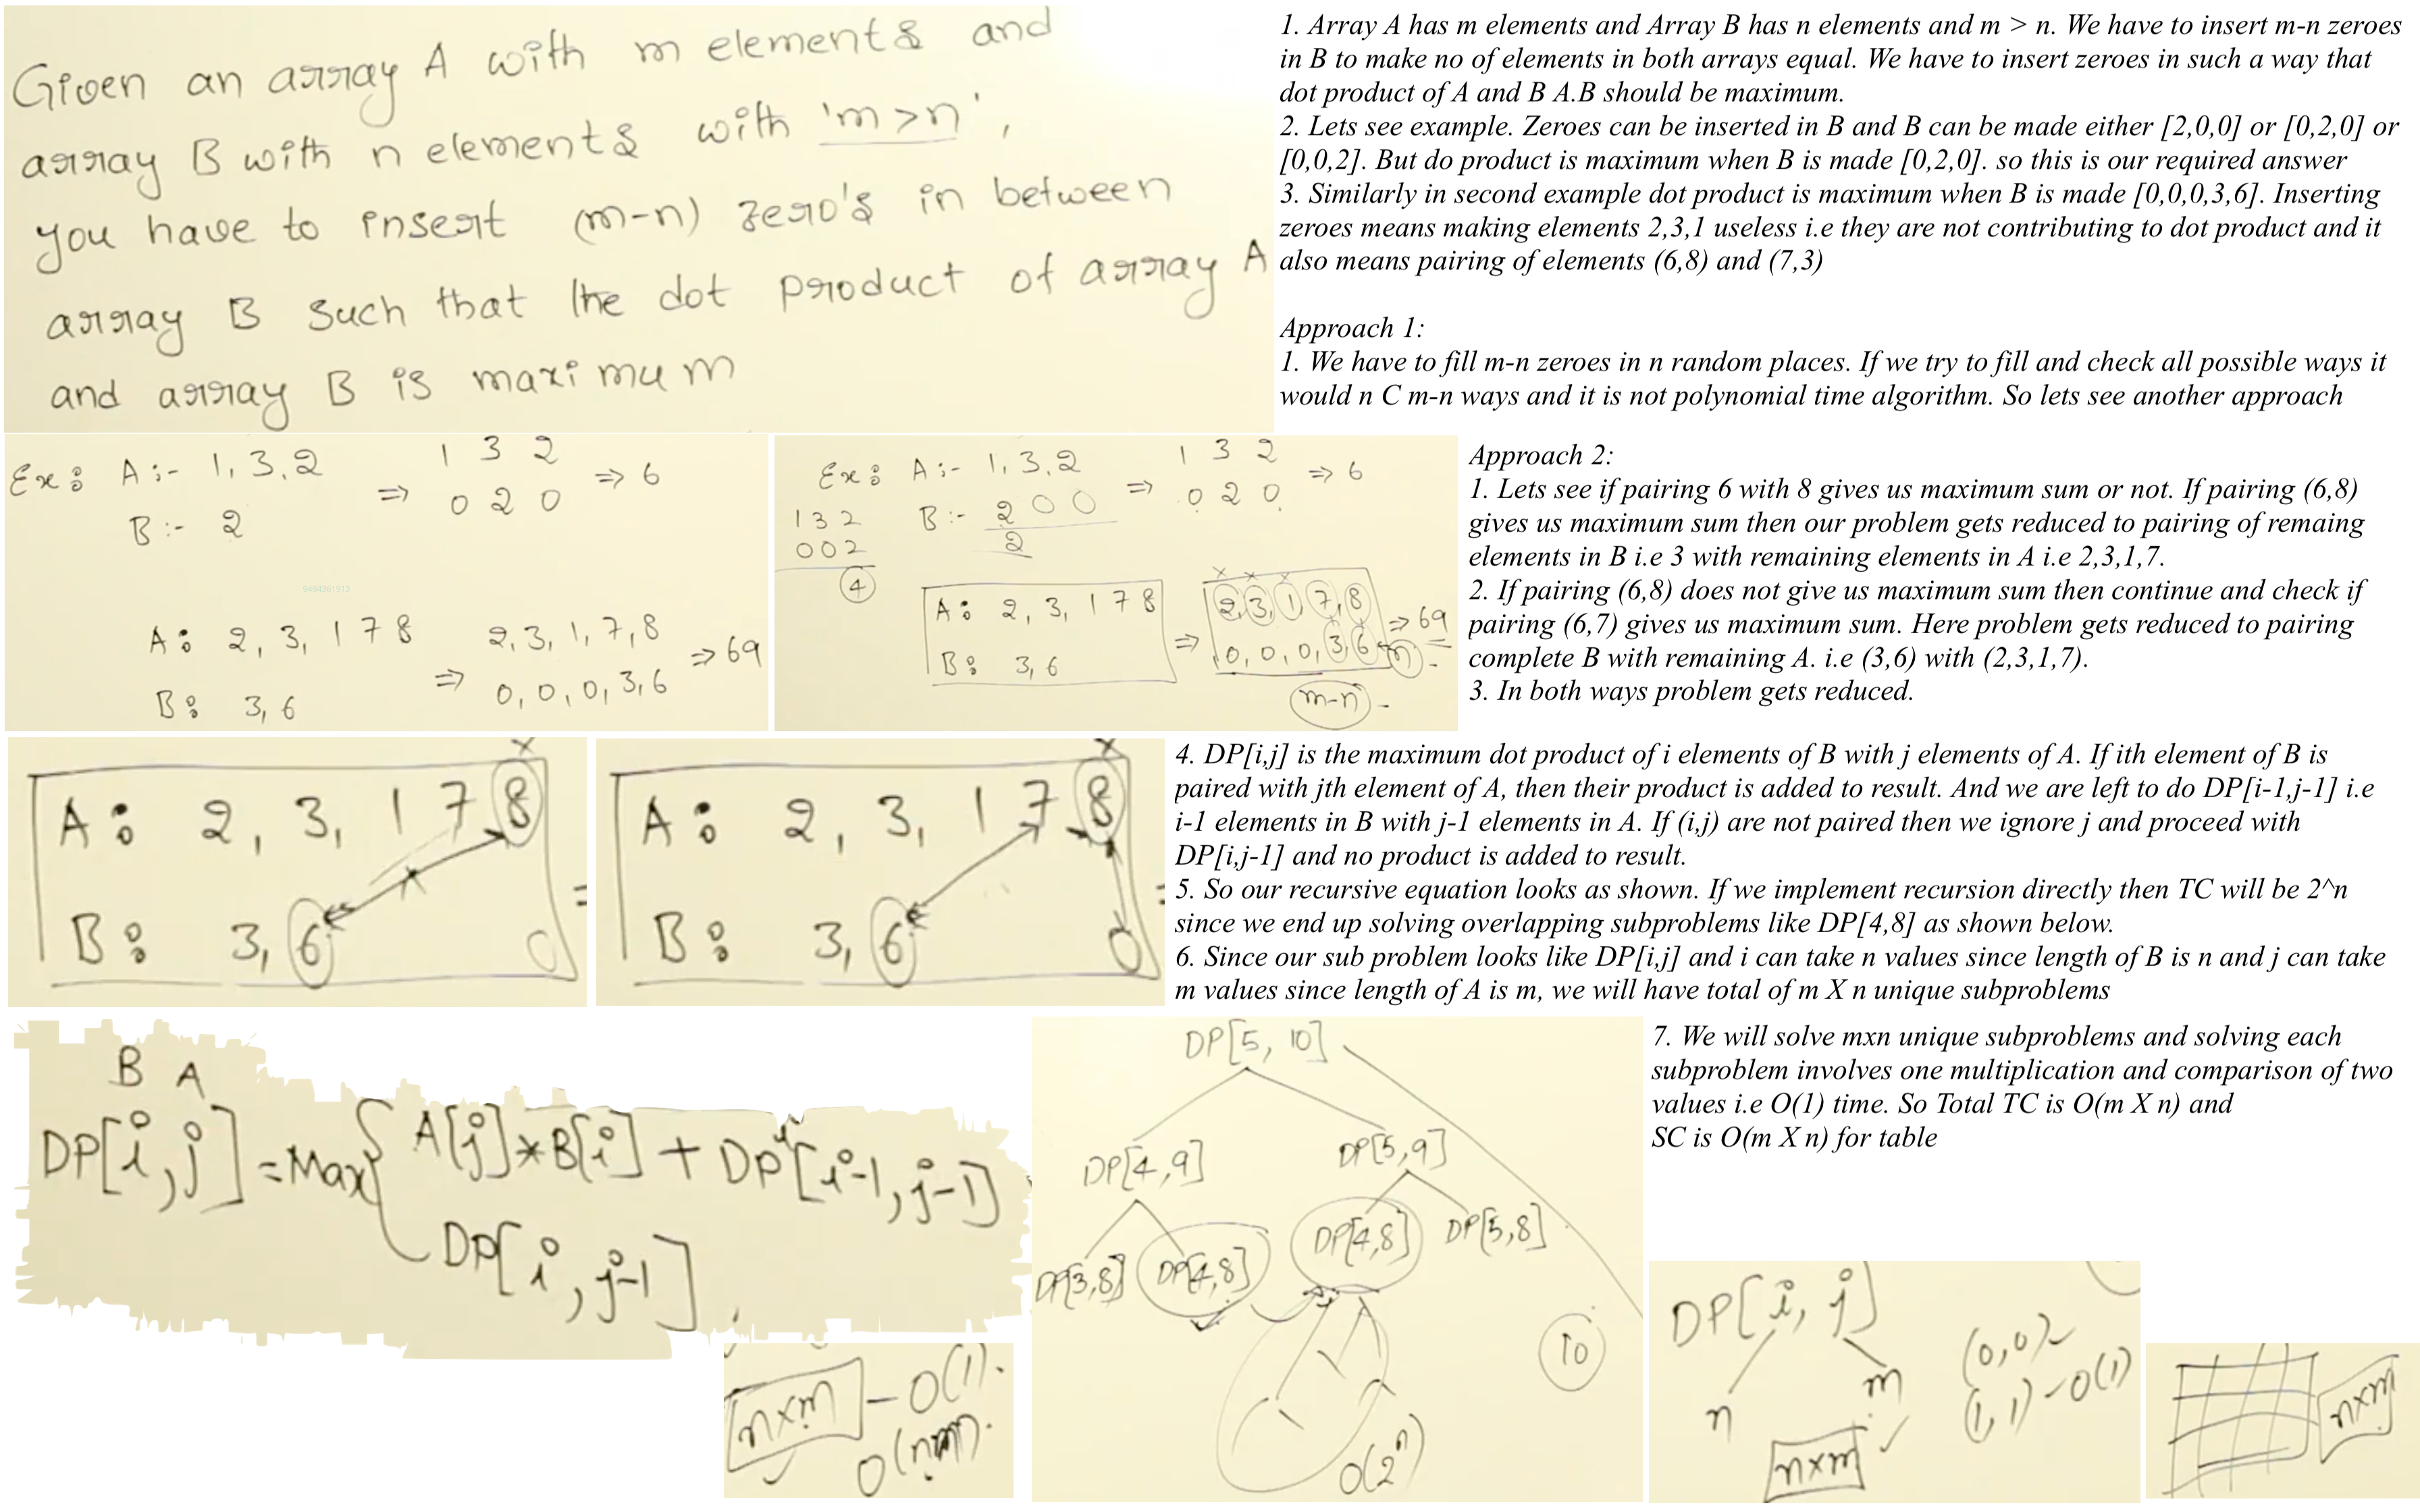 Given an array A with m elements and
array B with n elements with 'm>n',
you have to insert (m-n) zero's in between
array B such that the dot product of array A
and array B is maximum
1. Array A has m elements and Array B has n elements and m > n. We have to insert m-n zeroes
in B to make no of elements in both arrays equal. We have to insert zeroes in such a way that
dot product of A and B A.B should be maximum.
2. Lets see example. Zeroes can be inserted in B and B can be made either [2,0,0] or [0,2,0] or
[0,0,2]. But do product is maximum when B is made [0,2,0]. so this is our required answer
3. Similarly in second example dot product is maximum when B is made [0,0,0,3,6]. Inserting
zeroes means making elements 2,3,1 useless i.e they are not contributing to dot product and it
also means pairing of elements (6,8) and (7,3)
Approach 1:
1. We have to fill m-n zeroes in n random places. If we try to fill and check all possible ways it
would n C m-n ways and it is not polynomial time algorithm. So lets see another approach
Ex: A:- 1,3,2 => 1 3 2 => 6
B:- 2 0 2 0
9494361913
A: 2, 3, 1 7 8 2, 3, 1, 7, 8 => 69
B: 3, 6 => 0, 0, 0, 3, 6
Ex: A:- 1,3,2 => 1 3 2 => 6
B:- 2 0 0 0 2 0
2
1 3 2
0 0 2
4
A: 2, 3, 1 7 8 => 2, 3, 1, 7, 8 => 69
B: 3, 6 0, 0, 0, 3, 6 n
m-n
Approach 2:
1. Lets see if pairing 6 with 8 gives us maximum sum or not. If pairing (6,8)
gives us maximum sum then our problem gets reduced to pairing of remaing
elements in B i.e 3 with remaining elements in A i.e 2,3,1,7.
2. If pairing (6,8) does not give us maximum sum then continue and check if
pairing (6,7) gives us maximum sum. Here problem gets reduced to pairing
complete B with remaining A. i.e (3,6) with (2,3,1,7).
3. In both ways problem gets reduced.
A: 2, 3, 1 7 8
B: 3, 6 0
A: 2, 3, 1 7 8
B: 3, 6 0
4. DP[i,j] is the maximum dot product of i elements of B with j elements of A. If ith element of B is
paired with jth element of A, then their product is added to result. And we are left to do DP[i-1,j-1] i.e
i-1 elements in B with j-1 elements in A. If (i,j) are not paired then we ignore j and proceed with
DP[i,j-1] and no product is added to result.
5. So our recursive equation looks as shown. If we implement recursion directly then TC will be 2^n
since we end up solving overlapping subproblems like DP[4,8] as shown below.
6. Since our sub problem looks like DP[i,j] and i can take n values since length of B is n and j can take
m values since length of A is m, we will have total of m X n unique subproblems
B A
DP[i,j] = Max { A[j]*B[i] + DP[i-1,j-1]
DP[i,j-1]
n×m - O(1).
O(nm).
DP[5, 10]
DP[4,9] DP[5,9]
DP[3,8] DP[4,8] DP[4,8] DP[5,8]
10
O(2^n)
7. We will solve mxn unique subproblems and solving each
subproblem involves one multiplication and comparison of two
values i.e O(1) time. So Total TC is O(m X n) and
SC is O(m X n) for table
DP[i, j]
n m
n×m
(0,0)
(1,1) - O(1)
n×m